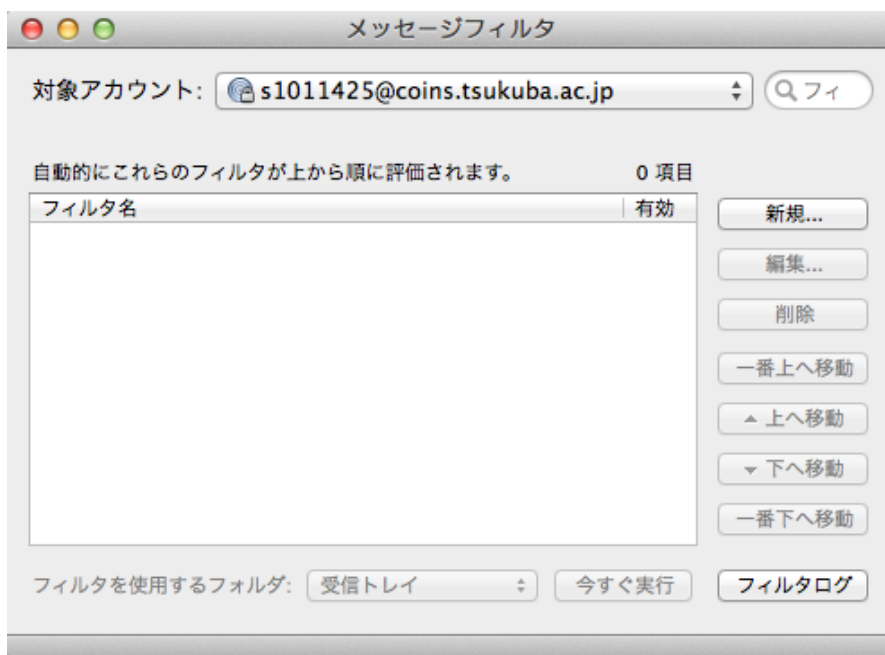 メッセージフィルタ
対象アカウント: s1011425@coins.tsukuba.ac.jp フィ
自動的にこれらのフィルタが上から順に評価されます。 0 項目
フィルタ名 有効
新規...
編集...
削除
一番上へ移動
上へ移動
下へ移動
一番下へ移動
フィルタを使用するフォルダ: 受信トレイ 今すぐ実行 フィルタログ